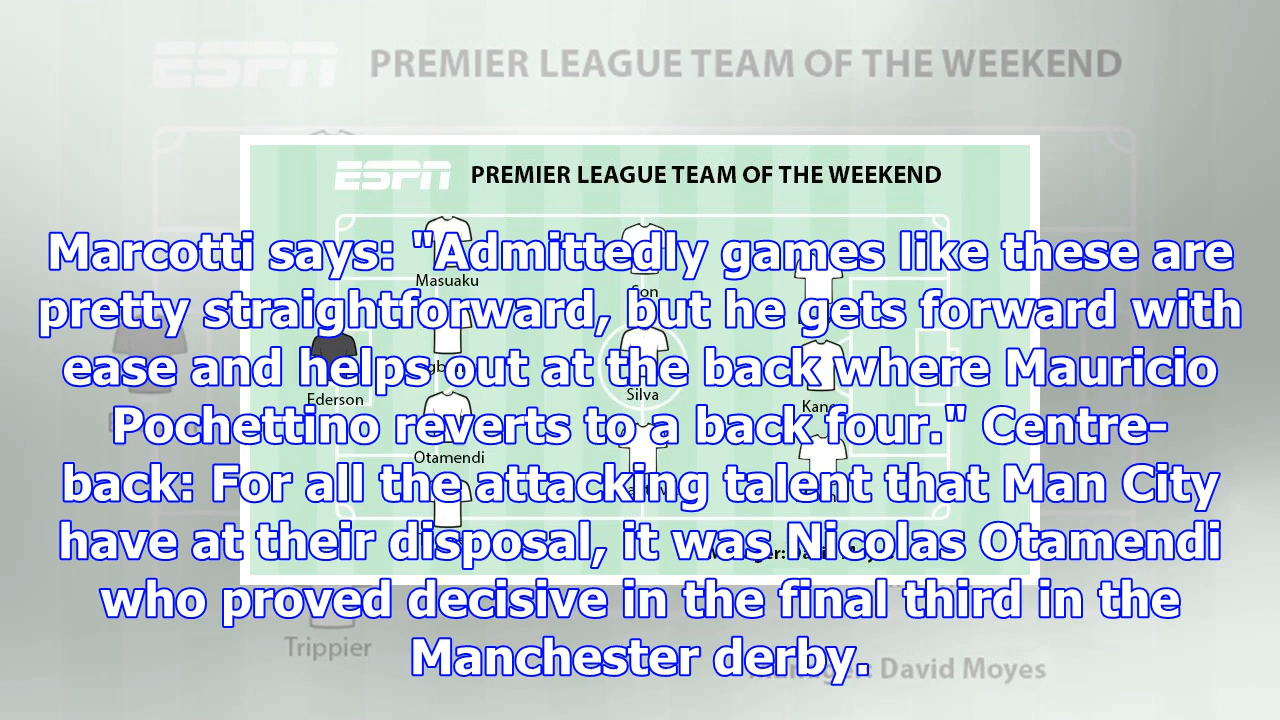 ESPN PREMIER LEAGUE TEAM OF THE WEEKEND
ESPN PREMIER LEAGUE TEAM OF THE WEEKEND
Marcotti says: "Admittedly games like these are
pretty straightforward, but he gets forward with
ease and helps out at the back where Mauricio
Pochettino reverts to a back four." Centre-
back: For all the attacking talent that Man City
have at their disposal, it was Nicolas Otamendi
who proved decisive in the final third in the
Manchester derby.
Masuaku
Son
Ederson
Silva
Otamendi
Trippier
David Moyes